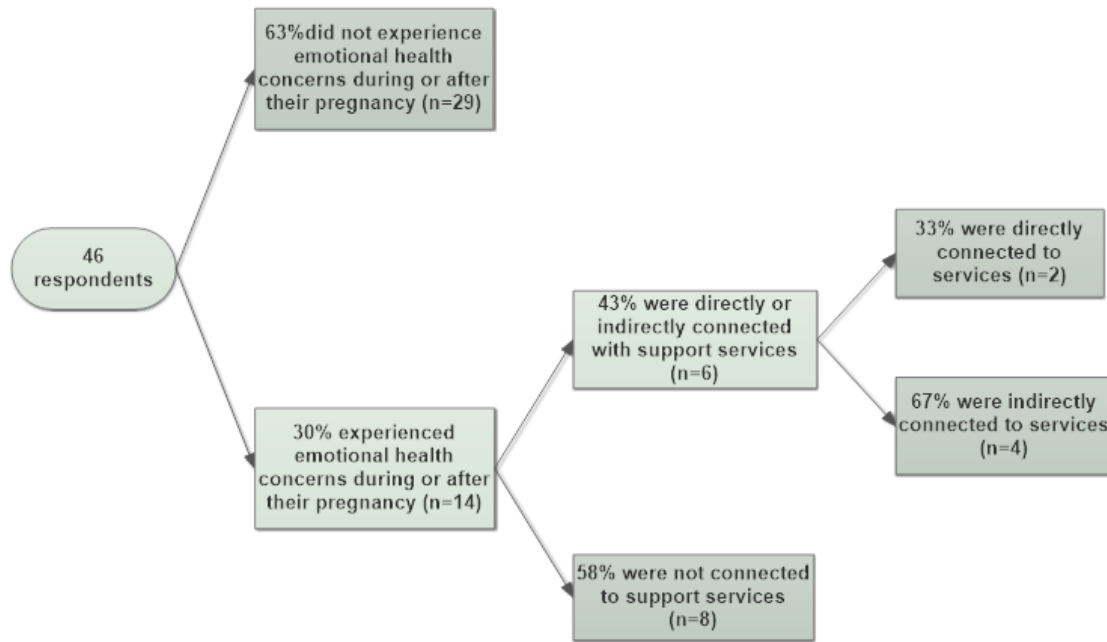 63%did not experience
emotional health
concerns during or after
their pregnancy (n=29)
46
respondents
33% were directly
connected to
services (n=2)
43% were directly or
indirectly connected
with support services
(n=6)
67% were indirectly
connected to services
(n=4)
30% experienced
emotional health
concerns during or after
their pregnancy (n=14)
58% were not connected
to support services
(n=8)